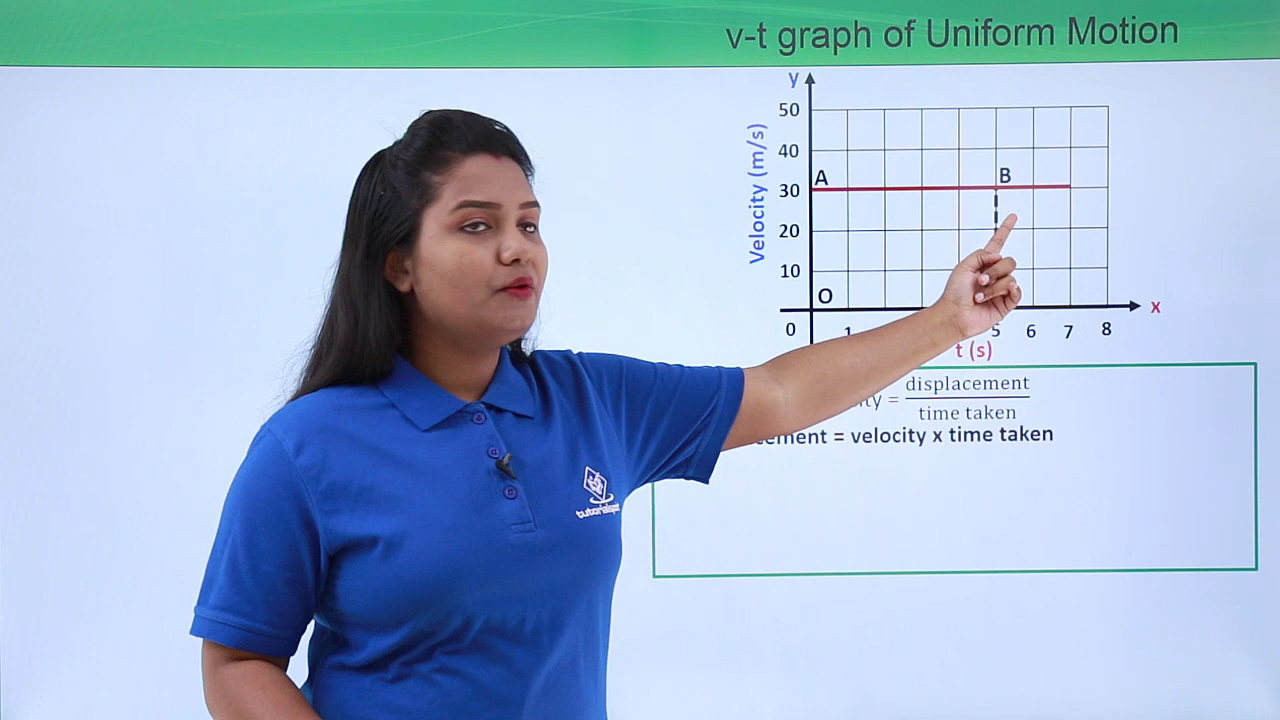 v-t graph of Uniform Motion
y
50
40
30
20
10
Velocity (m/s)
A
B
O
0 1 5 6 7 8
x
t (s)
= displacement
time taken
= velocity x time taken
tutorialspoint